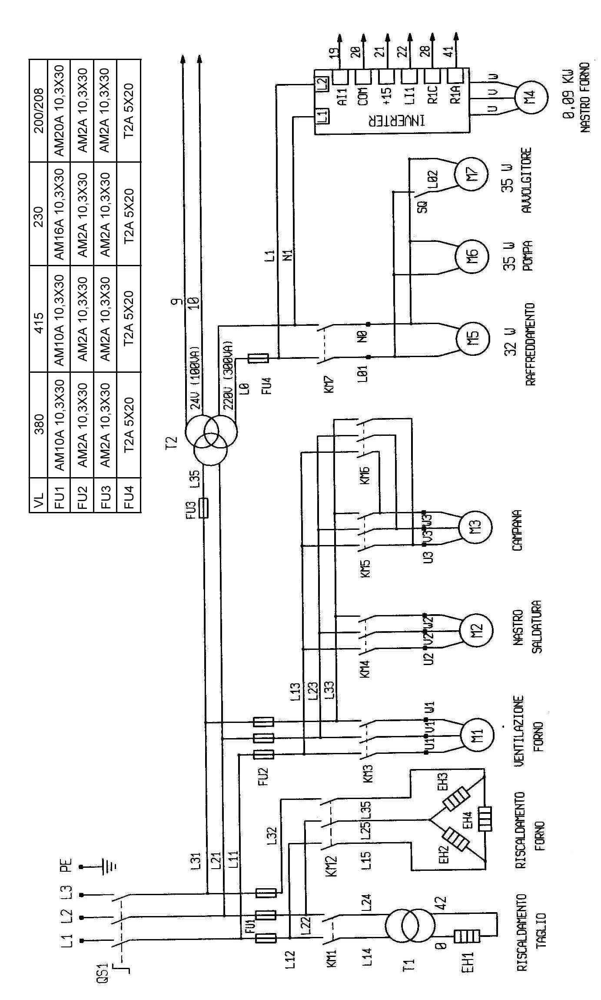 VL 380 415 230 200/208
FU1 AM10A 10,3X30 AM10A 10,3X30 AM16A 10,3X30 AM20A 10,3X30
FU2 AM2A 10,3X30 AM2A 10,3X30 AM2A 10,3X30 AM2A 10,3X30
FU3 AM2A 10,3X30 AM2A 10,3X30 AM2A 10,3X30 AM2A 10,3X30
FU4 T2A 5X20 T2A 5X20 T2A 5X20 T2A 5X20
QS1
L1
L2
L3
PE
L31
L21
L11
FU1
L12
L22
L32
KM1
L14
L24
T1
0
42
EH1
RISCALDAMENTO
TAGLIO
KM2
L15
L25
L35
EH2
EH3
EH4
RISCALDAMENTO
FORNO
FU2
KM3
U1
V1
W1
M1
VENTILAZIONE
FORNO
L13
L23
L33
KM4
U2
V2
W2
M2
NASTRO
SALDATURA
KM5
KM6
U3
V3
W3
M3
CAMPANA
FU3
L35
T2
9
10
24V (100VA)
220V (300VA)
L0
FU4
KM7
L01
N0
M5
32 W
RAFFREDDAMENTO
M6
35 W
POMPA
SQ
L02
M7
35 W
AVVOLGITORE
L1
N1
L1
L2
INVERTER
AI1
COM
+15
LI1
R1C
R1A
19
20
21
22
28
41
U
V
W
M4
0,09 KW
NASTRO FORNO